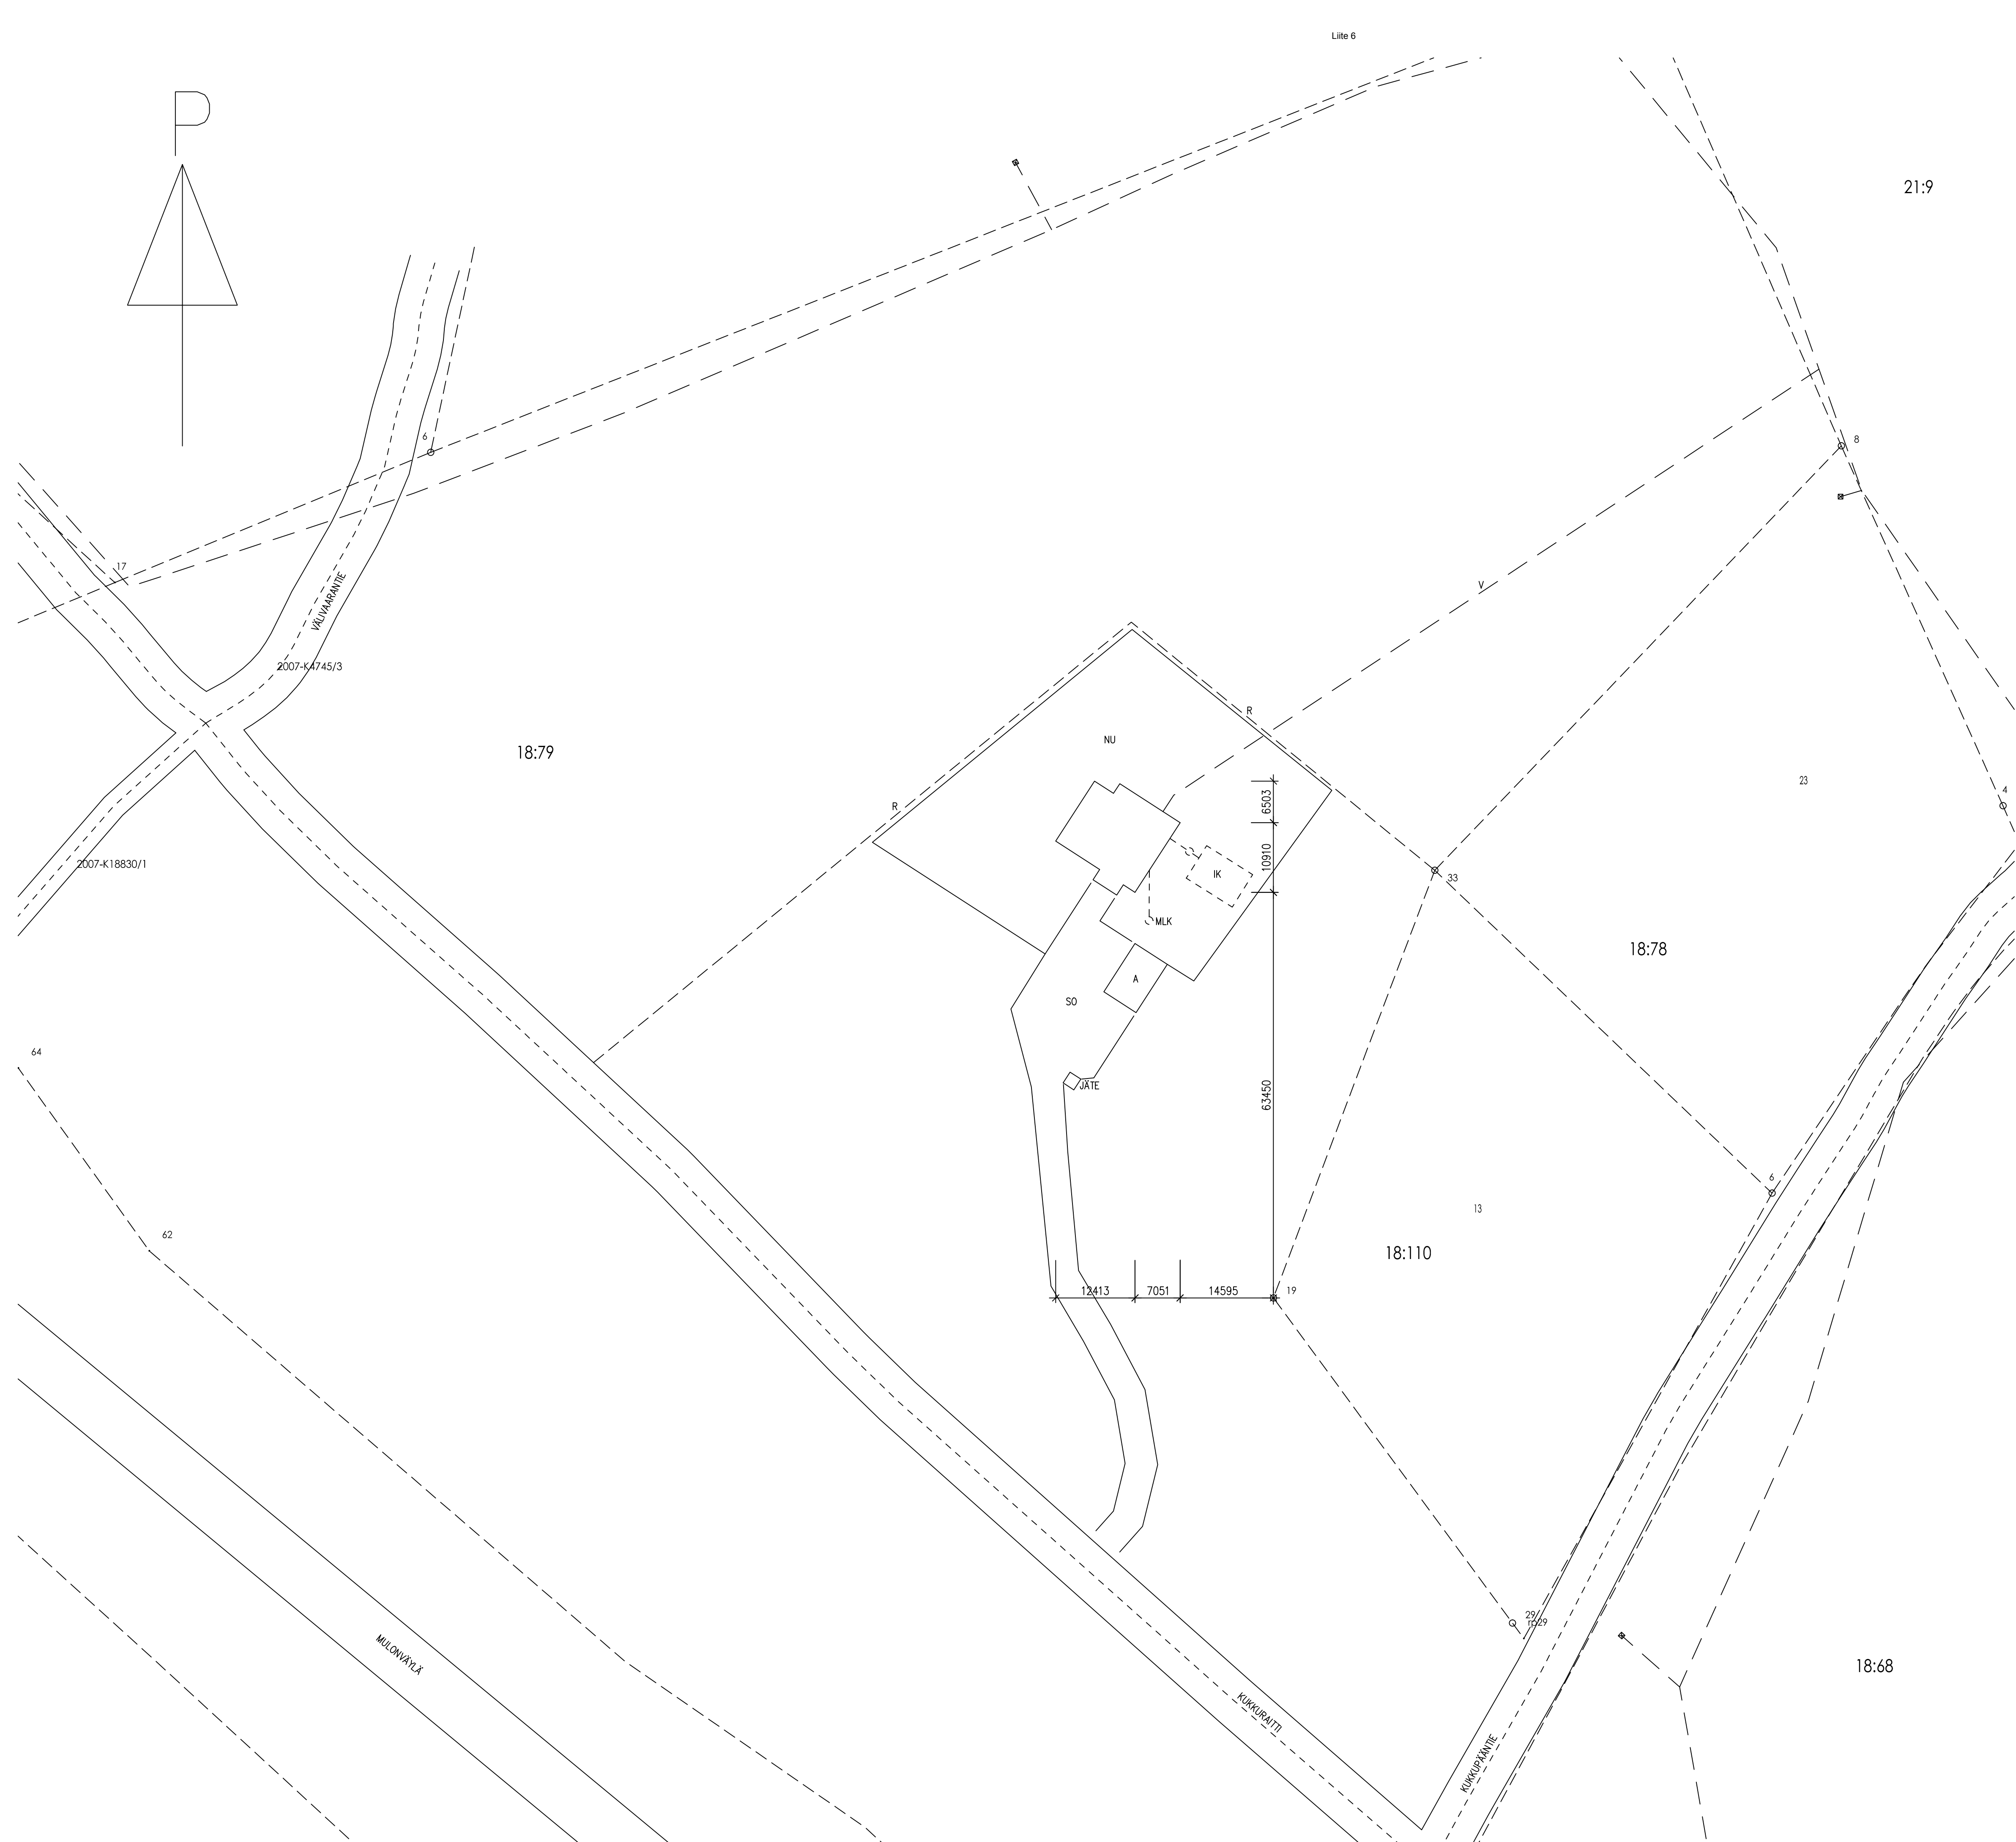 Liite 6
P
21:9
6
8
17
VÄLIVAARANTIE
V
2007-K4745/3
R
NU
18:79
23
4
6503
R
10910
2007-K18830/1
IK
33
MLK
18:78
A
SO
64
JÄTE
63450
6
13
62
18:110
12413
7051
14595
19
29
rp29
MULONVÄYLÄ
18:68
KUKKURAITTI
KUKKUPÄÄNTIE